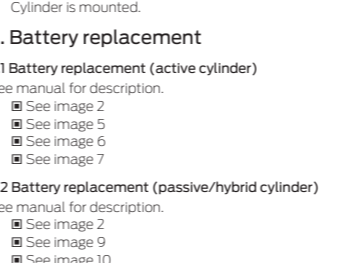 Cylinder is mounted.
. Battery replacement
1 Battery replacement (active cylinder)
ee manual for description.
▣ See image 2
▣ See image 5
▣ See image 6
▣ See image 7
2 Battery replacement (passive/hybrid cylinder)
ee manual for description.
▣ See image 2
▣ See image 9
▣ See image 10